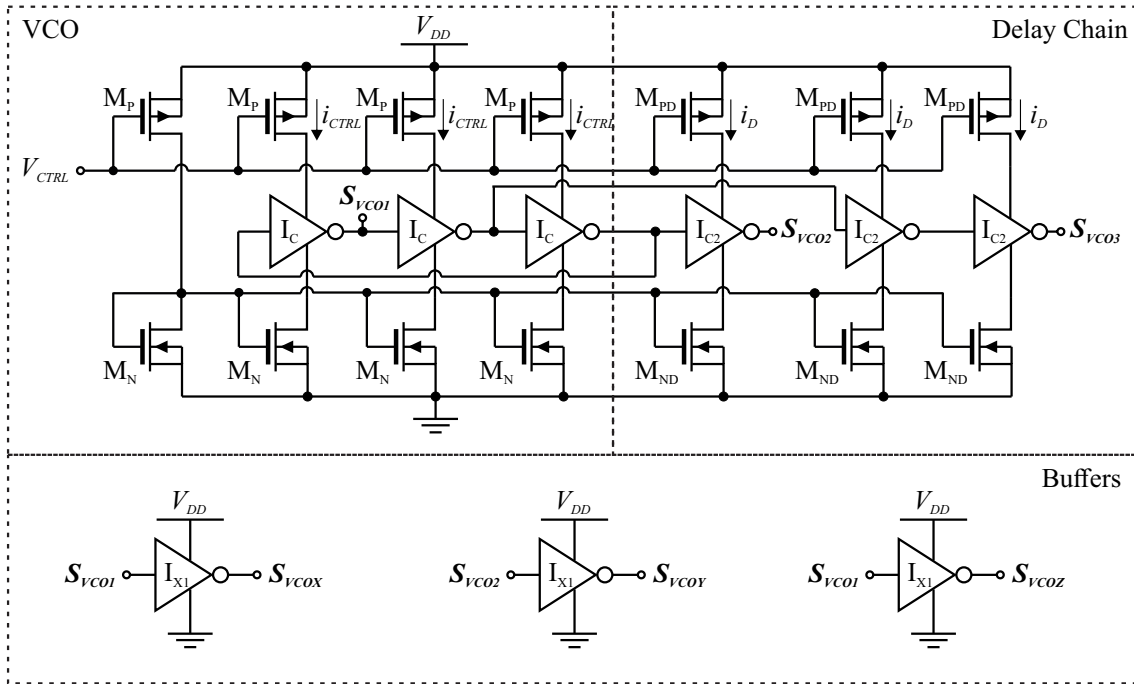 VCO
V_DD
Delay Chain
M_P M_P M_P M_P M_PD M_PD M_PD
i_CTRL i_CTRL i_CTRL i_D i_D i_D
V_CTRL
S_VCO1
I_C I_C I_C I_C2 S_VCO2 I_C2 I_C2 S_VCO3
M_N M_N M_N M_N M_ND M_ND M_ND
Buffers
V_DD V_DD V_DD
S_VCO1 I_X1 S_VCOX S_VCO2 I_X1 S_VCOY S_VCO1 I_X1 S_VCOZ